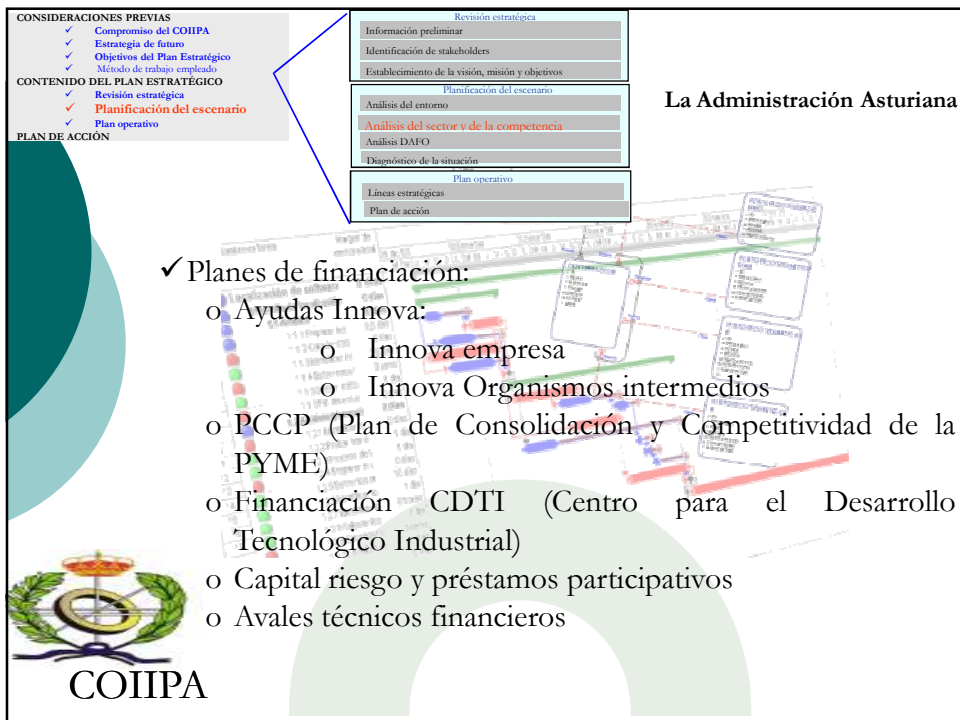 CONSIDERACIONES PREVIAS
✓ Compromiso del COIIPA
✓ Estrategia de futuro
✓ Objetivos del Plan Estratégico
✓ Método de trabajo empleado
CONTENIDO DEL PLAN ESTRATÉGICO
✓ Revisión estratégica
✓ Planificación del escenario
✓ Plan operativo
PLAN DE ACCIÓN
Revisión estratégica
Información preliminar
Identificación de stakeholders
Establecimiento de la visión, misión y objetivos
Planificación del escenario
Análisis del entorno
Análisis del sector y de la competencia
Análisis DAFO
Diagnóstico de la situación
Plan operativo
Líneas estratégicas
Plan de acción
La Administración Asturiana
✓ Planes de financiación:
o Ayudas Innova:
o Innova empresa
o Innova Organismos intermedios
o PCCP (Plan de Consolidación y Competitividad de la
PYME)
o Financiación CDTI (Centro para el Desarrollo
Tecnológico Industrial)
o Capital riesgo y préstamos participativos
o Avales técnicos financieros
COIIPA